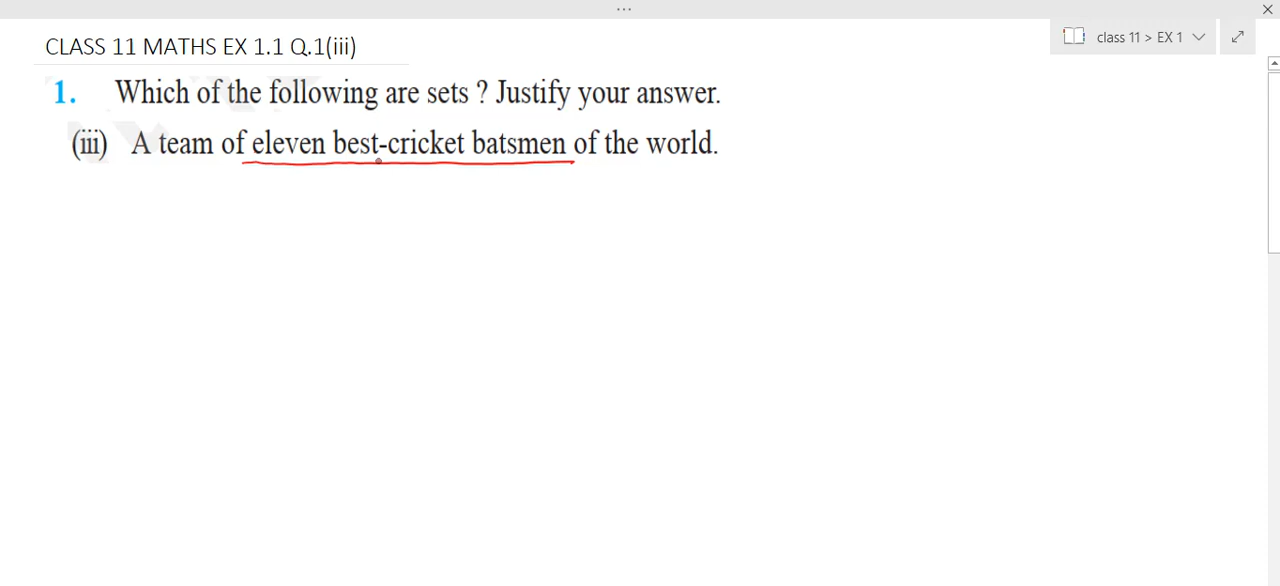 ...
class 11 > EX 1
CLASS 11 MATHS EX 1.1 Q.1(iii)
1. Which of the following are sets ? Justify your answer.
(iii) A team of eleven best-cricket batsmen of the world.